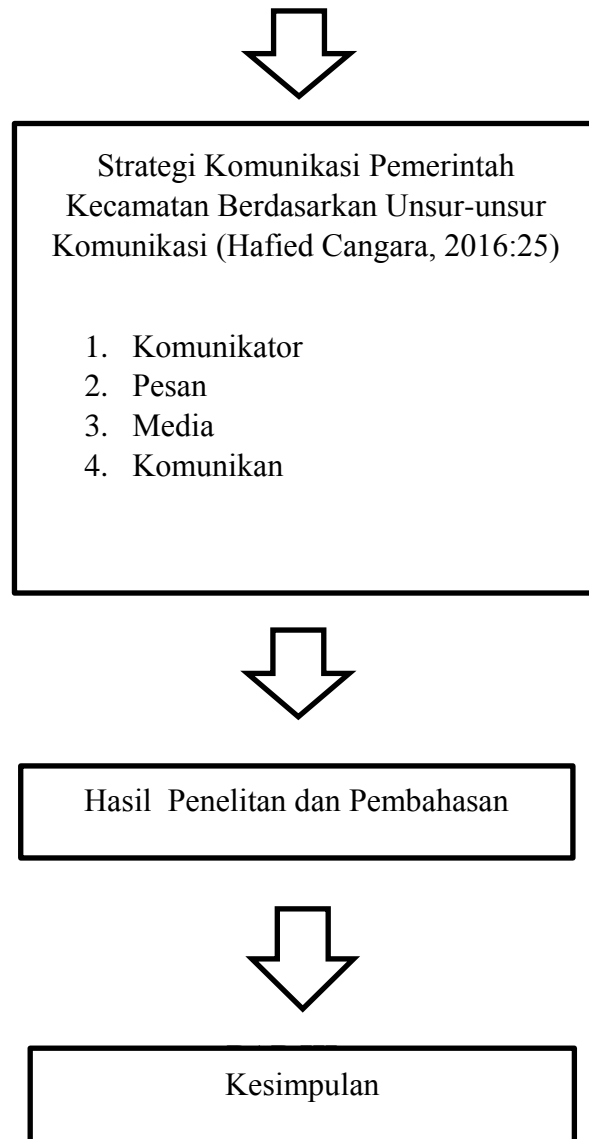 Strategi Komunikasi Pemerintah
Kecamatan Berdasarkan Unsur-unsur
Komunikasi (Hafied Cangara, 2016:25)
1. Komunikator
2. Pesan
3. Media
4. Komunikan
Hasil Penelitan dan Pembahasan
Kesimpulan